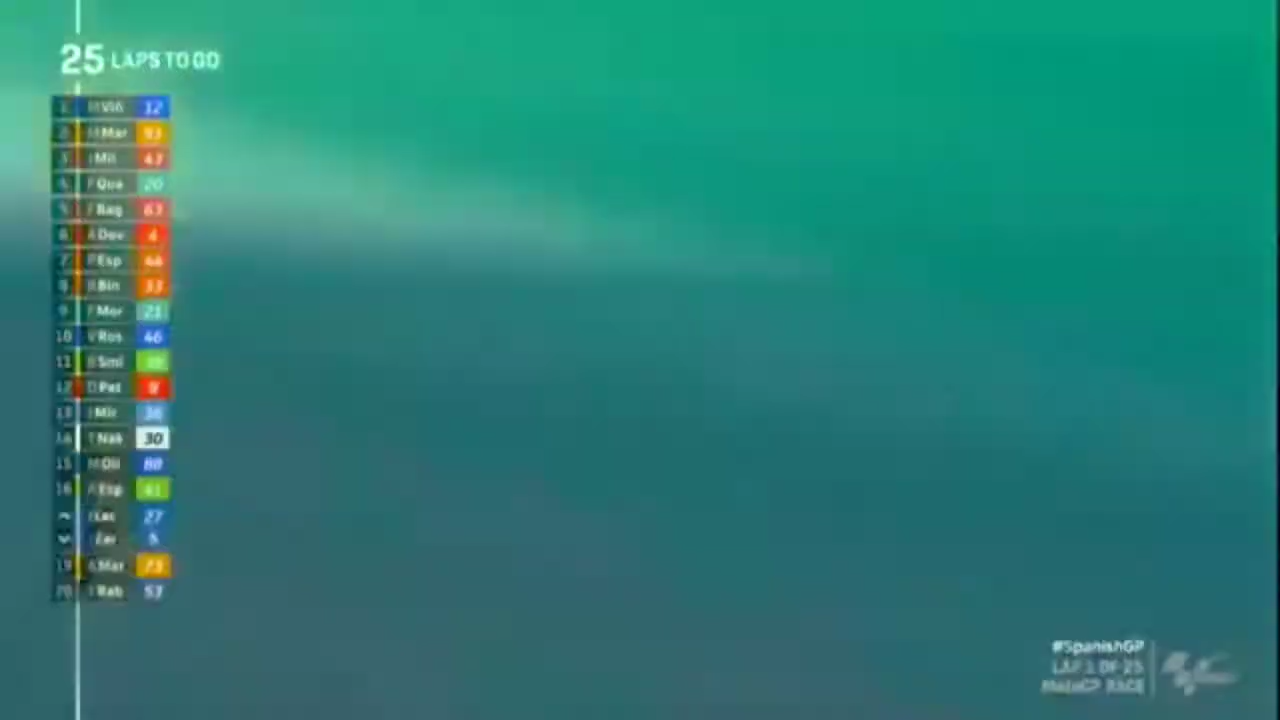 25 LAPS TO GO
1 M Viñ 12
2 M Mar 93
3 J Mil 43
4 F Qua 20
5 F Bag 63
6 A Dov 4
7 P Esp 44
8 B Bin 33
9 F Mor 21
10 V Ros 46
11 B Smi 38
12 D Pet 9
13 J Mir 36
14 T Nak 30
15 M Oli 88
16 A Esp 41
I Lec 27
J Zar 5
19 A Mar 73
20 T Rab 53
#SpanishGP
LAP 1 OF 25
MotoGP RACE